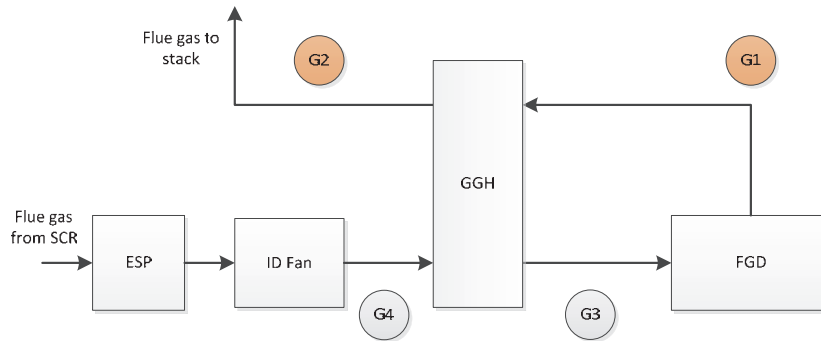 Flue gas to
stack
G2
G1
GGH
Flue gas
from SCR
ESP
ID Fan
FGD
G4
G3